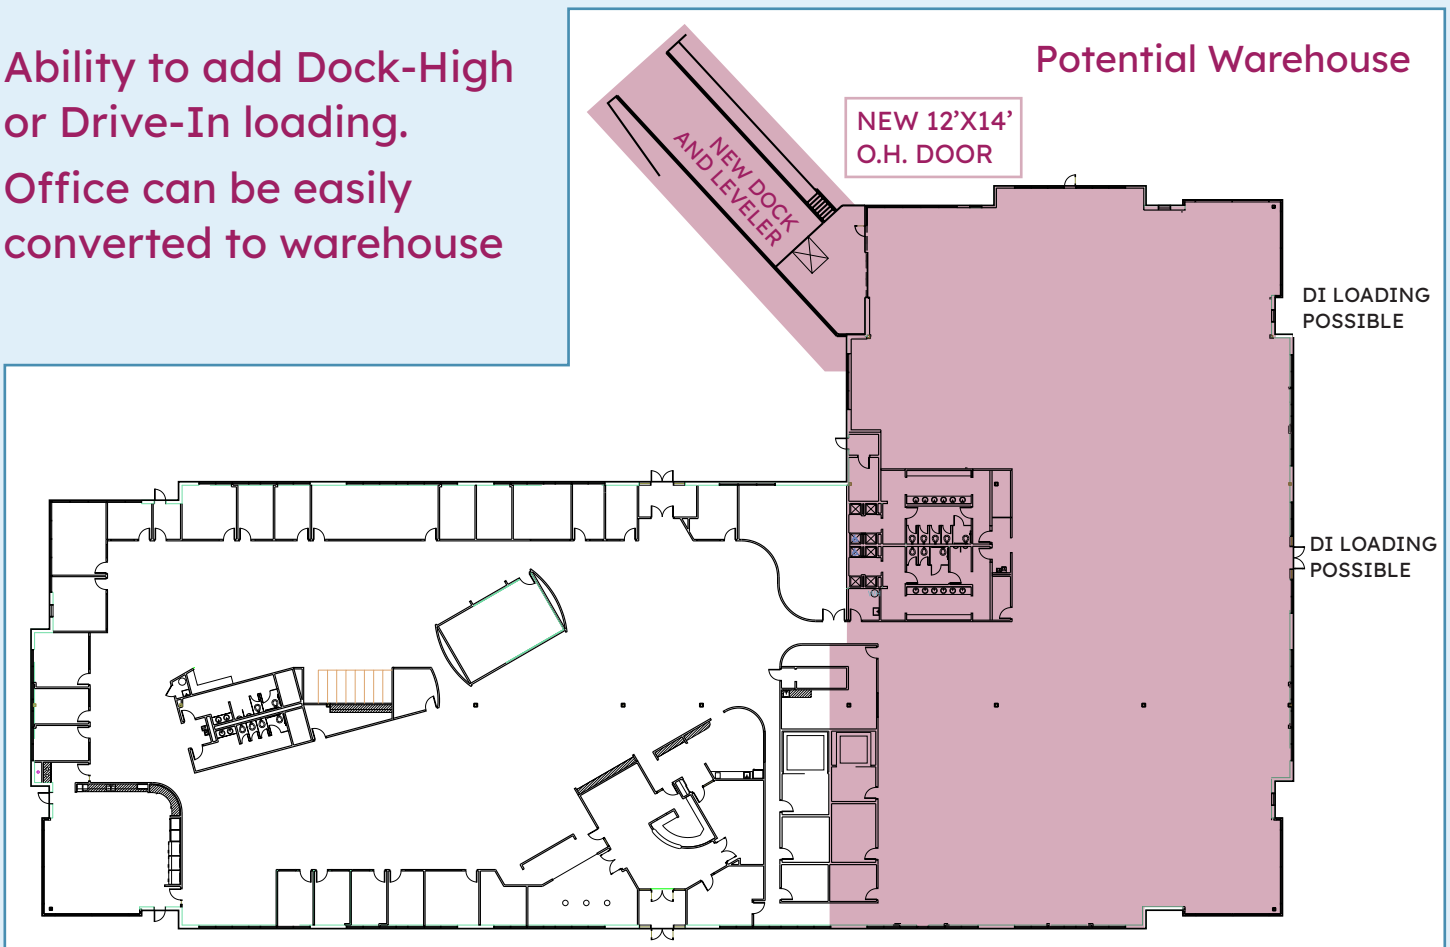 Ability to add Dock-High
or Drive-In loading.
Office can be easily
converted to warehouse
Potential Warehouse
NEW 12’X14’
O.H. DOOR
NEW DOCK
AND LEVELER
DI LOADING
POSSIBLE
DI LOADING
POSSIBLE